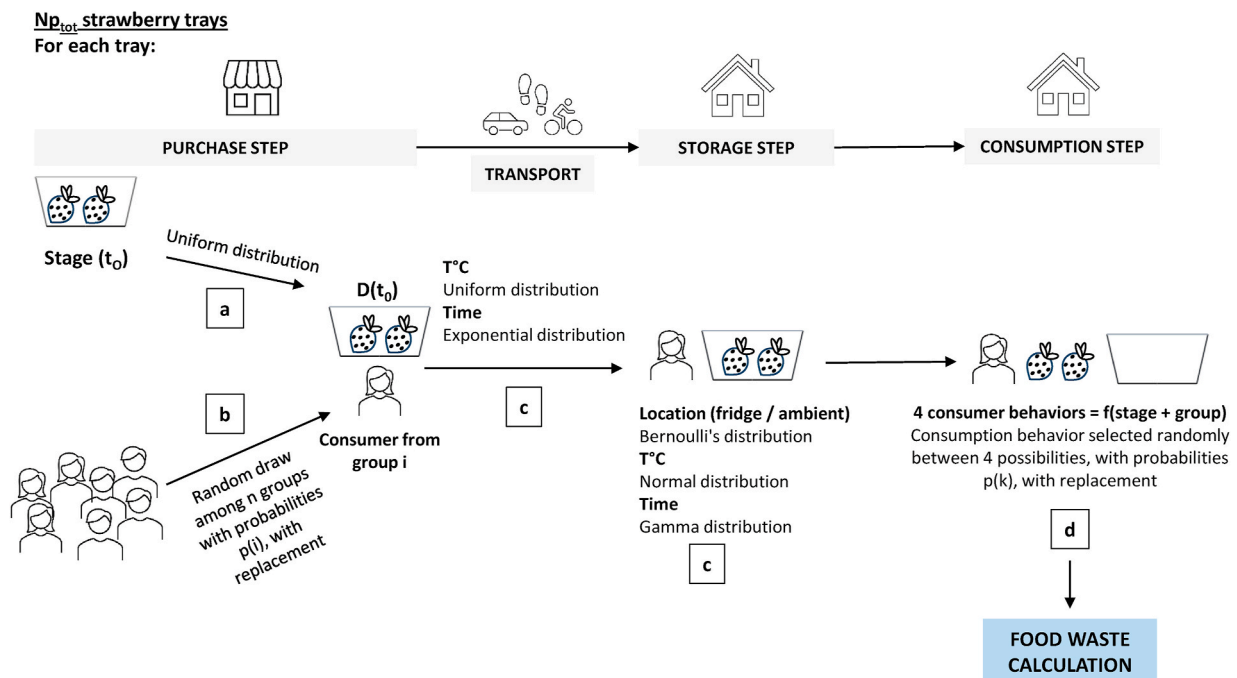 Np_tot strawberry trays
For each tray:
PURCHASE STEP
TRANSPORT
STORAGE STEP
CONSUMPTION STEP
Stage (t₀)
Uniform distribution
a
D(t₀)
T°C
Uniform distribution
Time
Exponential distribution
b
Consumer from
group i
Random draw
among n groups
with probabilities
p(i), with
replacement
c
Location (fridge / ambient)
Bernoulli's distribution
T°C
Normal distribution
Time
Gamma distribution
c
4 consumer behaviors = f(stage + group)
Consumption behavior selected randomly
between 4 possibilities, with probabilities
p(k), with replacement
d
FOOD WASTE
CALCULATION